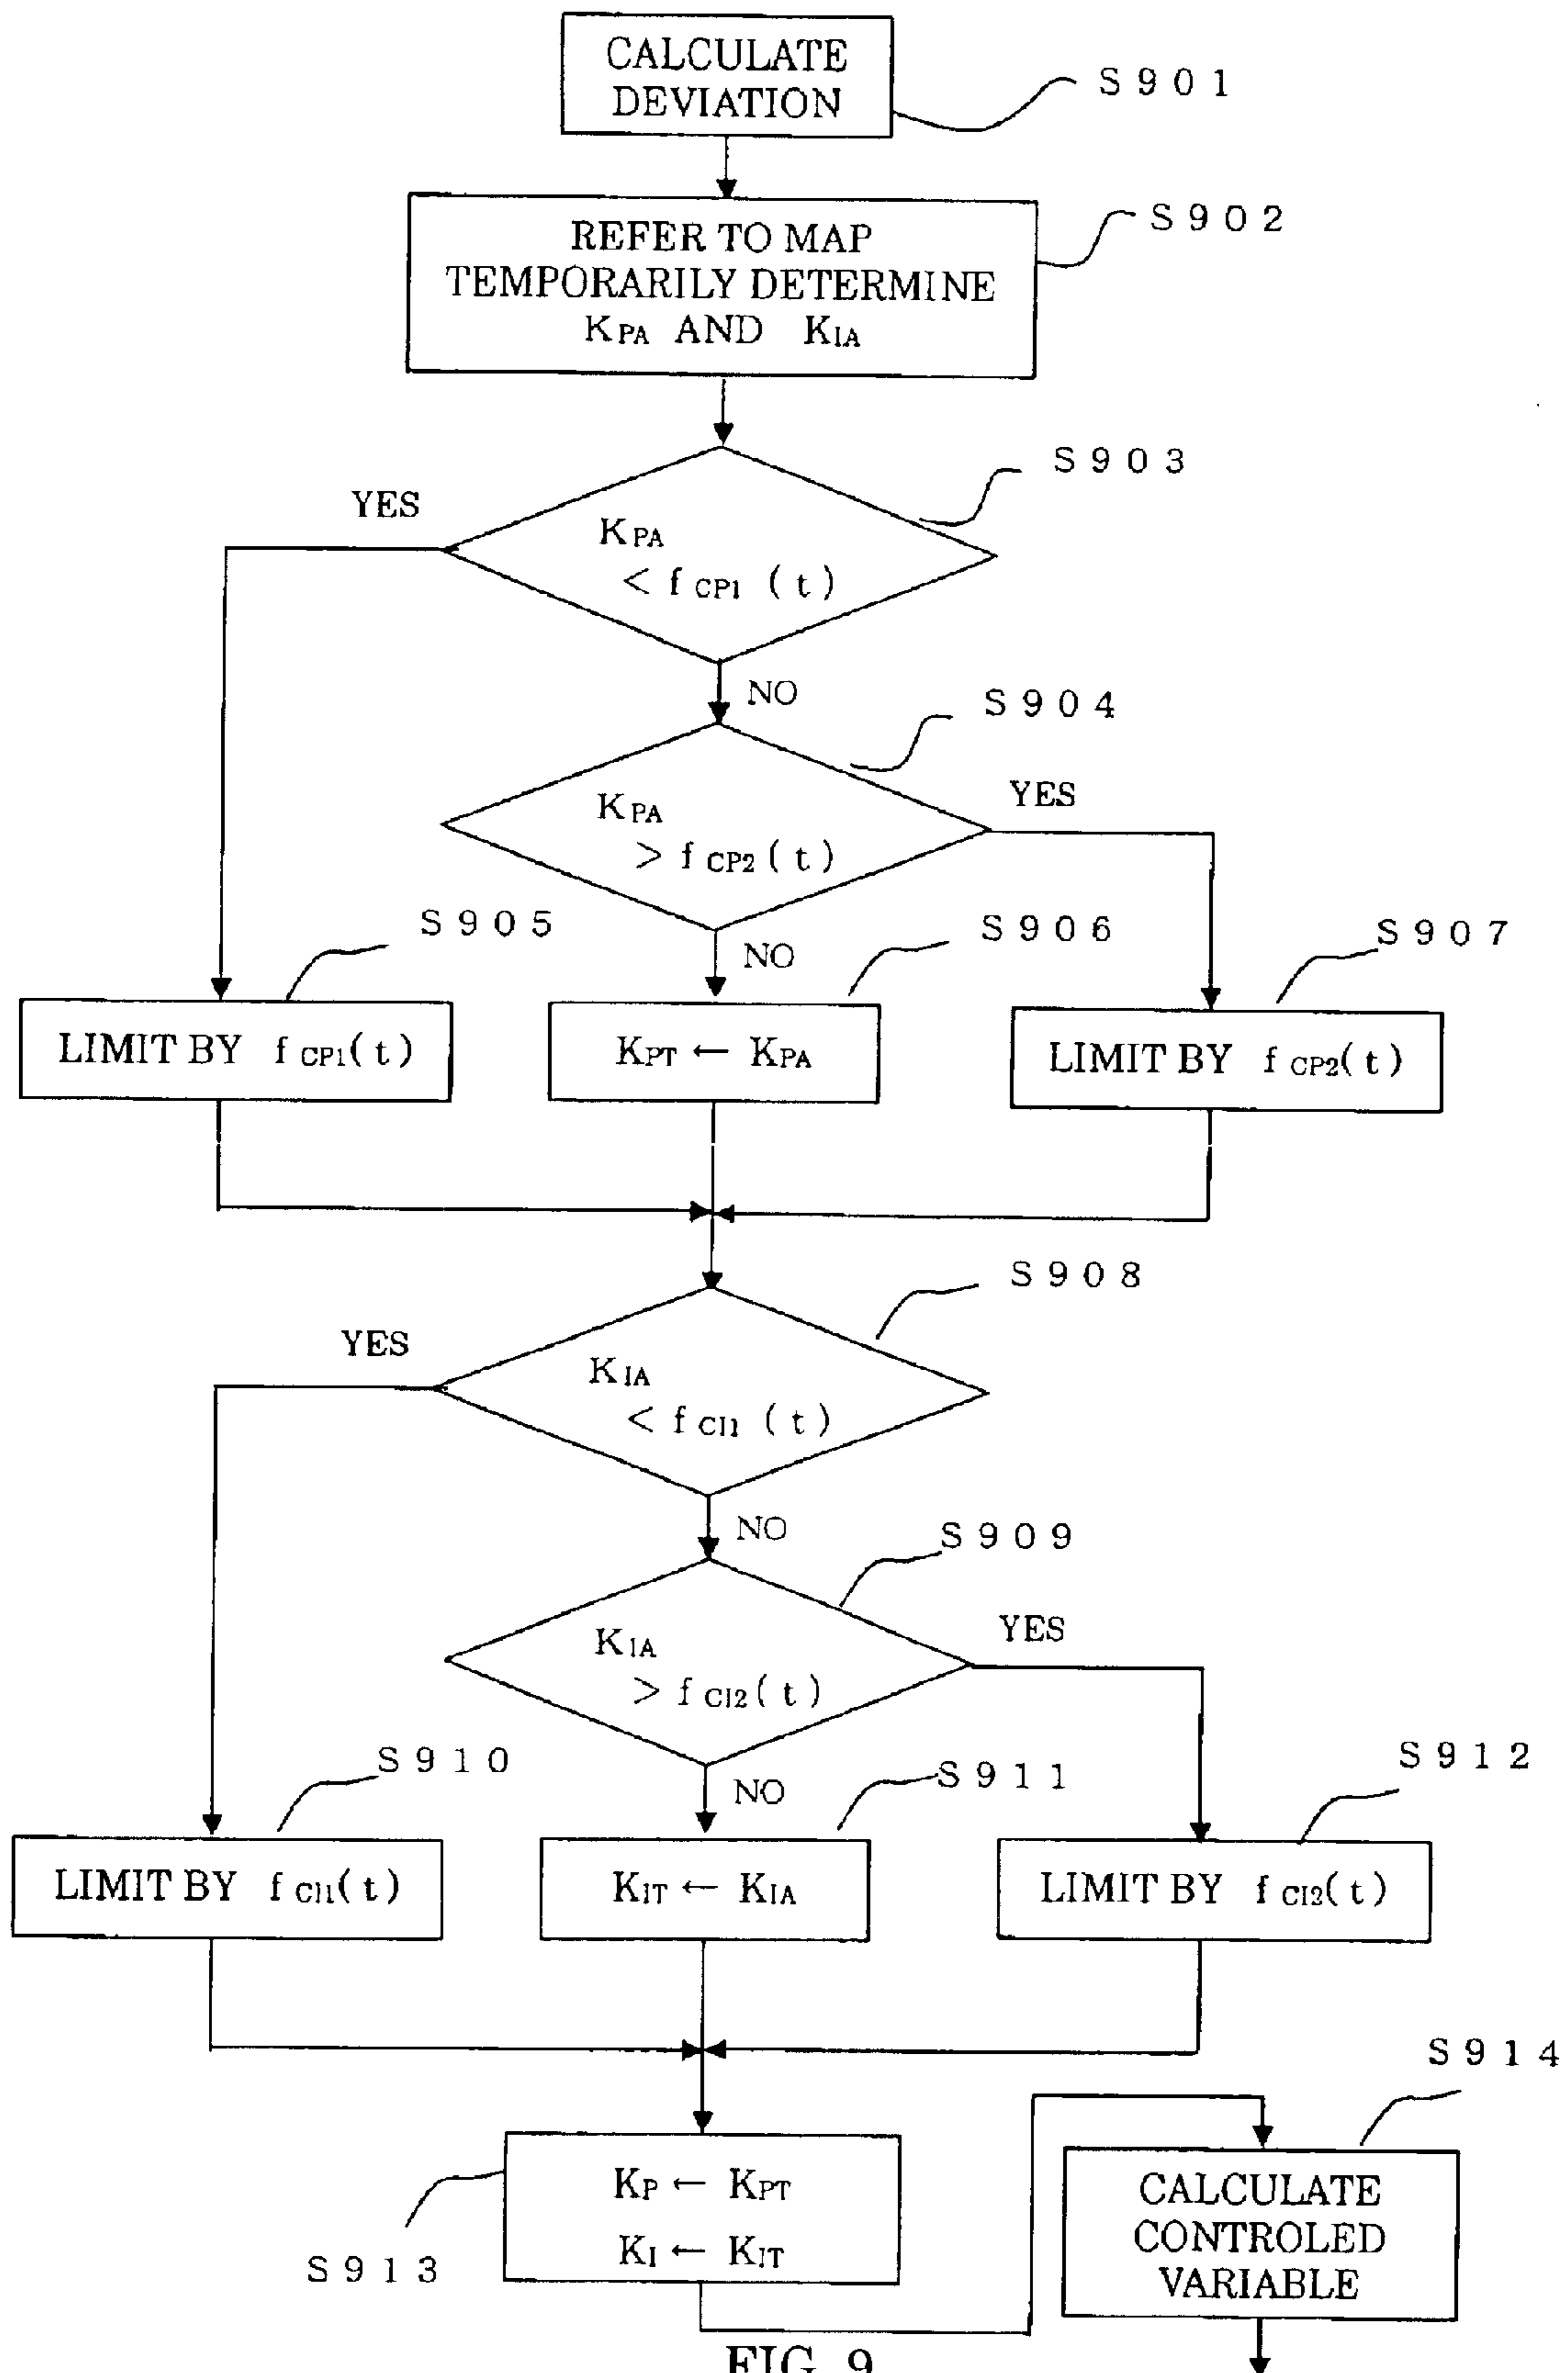 CALCULATE
DEVIATION
S901
REFER TO MAP
TEMPORARILY DETERMINE
KPA AND KIA
S902
S903
YES
KPA
< fCP1 (t)
NO
S904
KPA
> fCP2(t)
YES
S905
NO
S906
S907
LIMIT BY fCP1(t)
KPT ← KPA
LIMIT BY fCP2(t)
S908
YES
KIA
< fCI1 (t)
NO
S909
KIA
> fCI2(t)
YES
S910
NO
S911
S912
LIMIT BY fCI1(t)
KIT ← KIA
LIMIT BY fCI2(t)
S914
KP ← KPT
KI ← KIT
S913
CALCULATE
CONTROLED
VARIABLE
FIG. 9